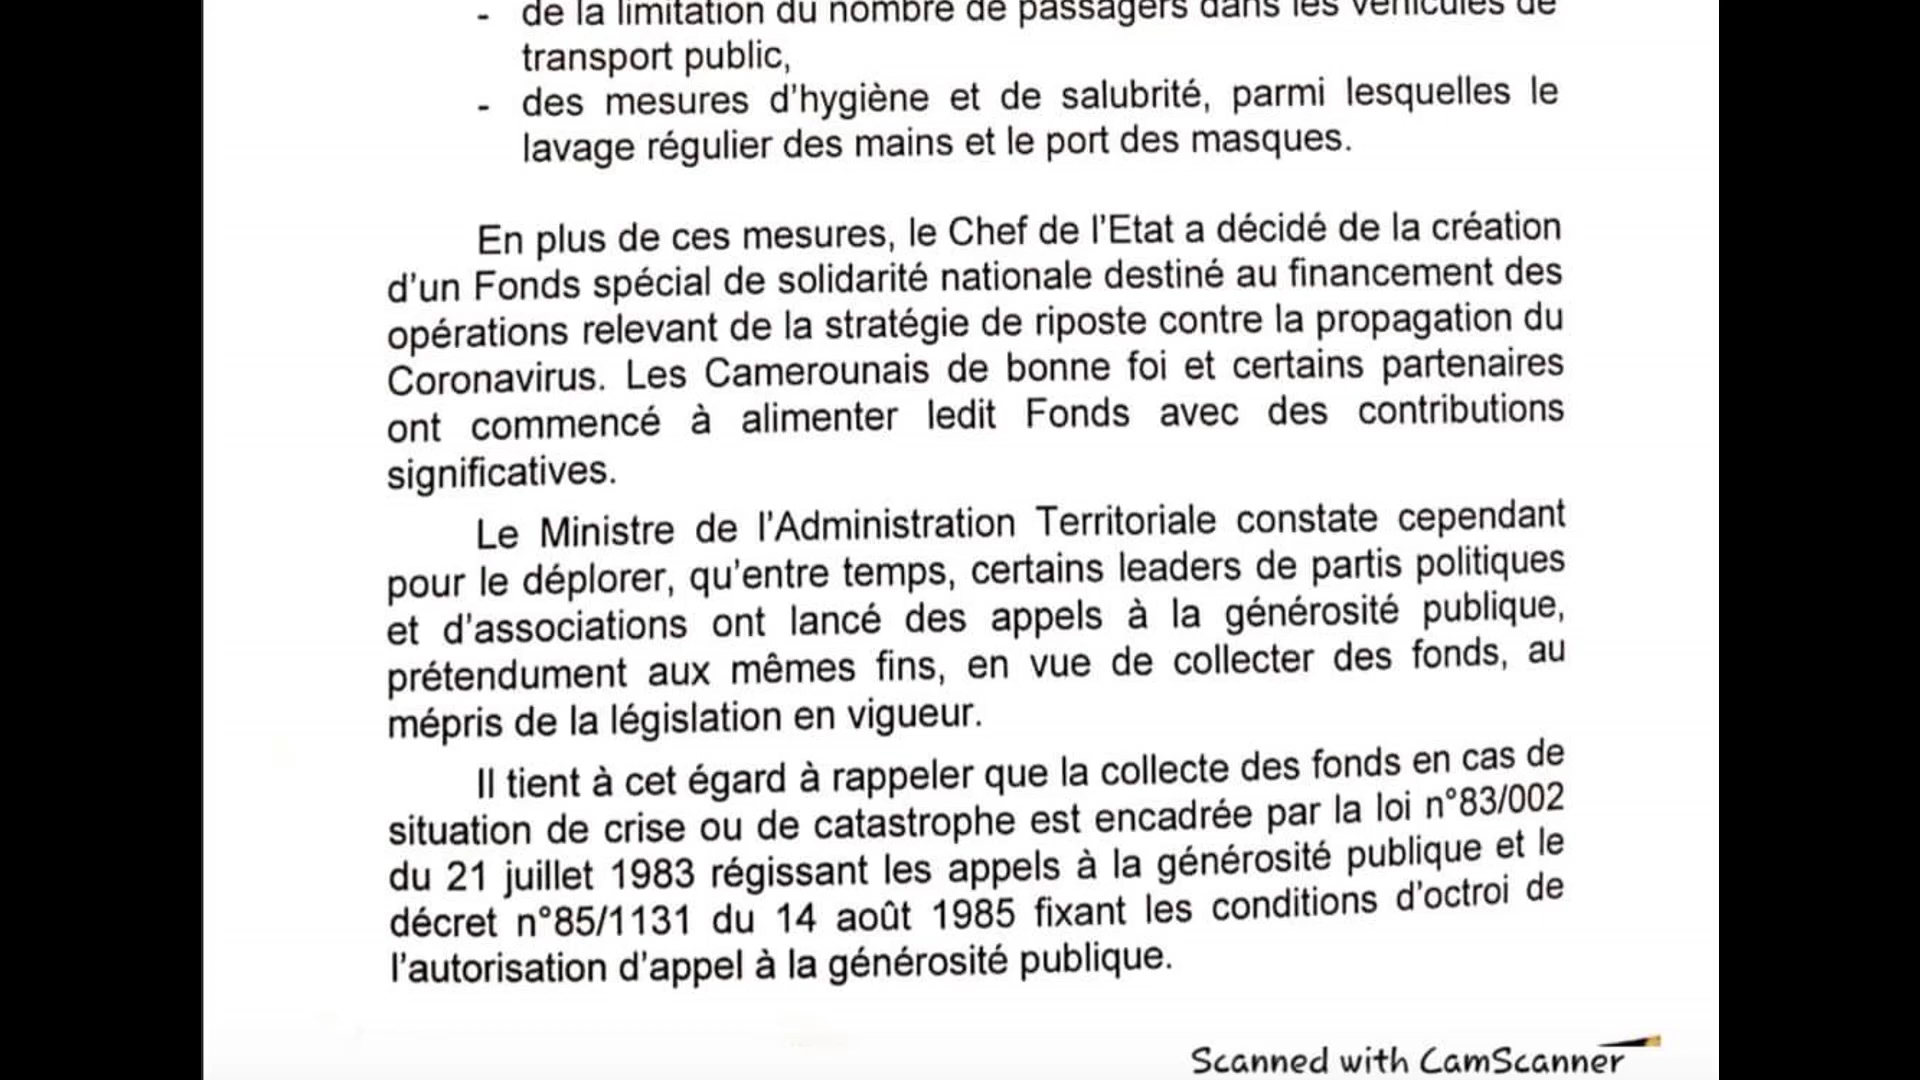 - de la limitation du nombre de passagers dans les véhicules de
transport public,
- des mesures d'hygiène et de salubrité, parmi lesquelles le
lavage régulier des mains et le port des masques.
En plus de ces mesures, le Chef de l'Etat a décidé de la création
d'un Fonds spécial de solidarité nationale destiné au financement des
opérations relevant de la stratégie de riposte contre la propagation du
Coronavirus. Les Camerounais de bonne foi et certains partenaires
ont commencé à alimenter ledit Fonds avec des contributions
significatives.
Le Ministre de l'Administration Territoriale constate cependant
pour le déplorer, qu'entre temps, certains leaders de partis politiques
et d'associations ont lancé des appels à la générosité publique,
prétendument aux mêmes fins, en vue de collecter des fonds, au
mépris de la législation en vigueur.
Il tient à cet égard à rappeler que la collecte des fonds en cas de
situation de crise ou de catastrophe est encadrée par la loi n°83/002
du 21 juillet 1983 régissant les appels à la générosité publique et le
décret n°85/1131 du 14 août 1985 fixant les conditions d'octroi de
l'autorisation d'appel à la générosité publique.
Scanned with CamScanner